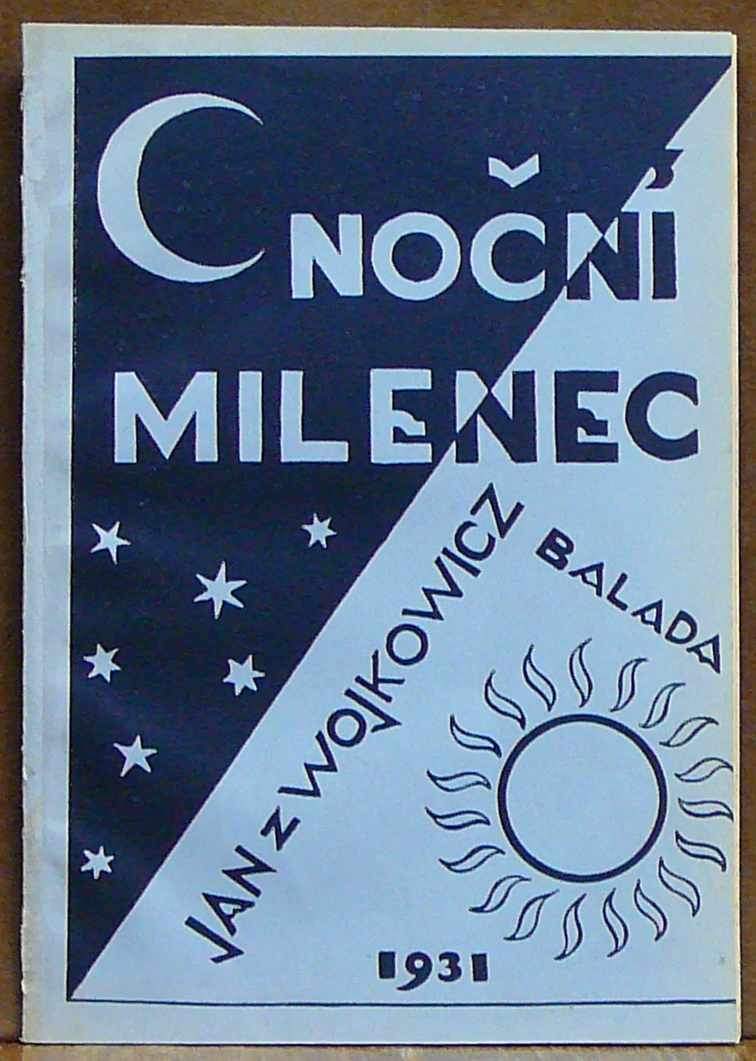 NOČNÍ
MILENEC
JAN Z WOJKOWICZ
BALADA
1931